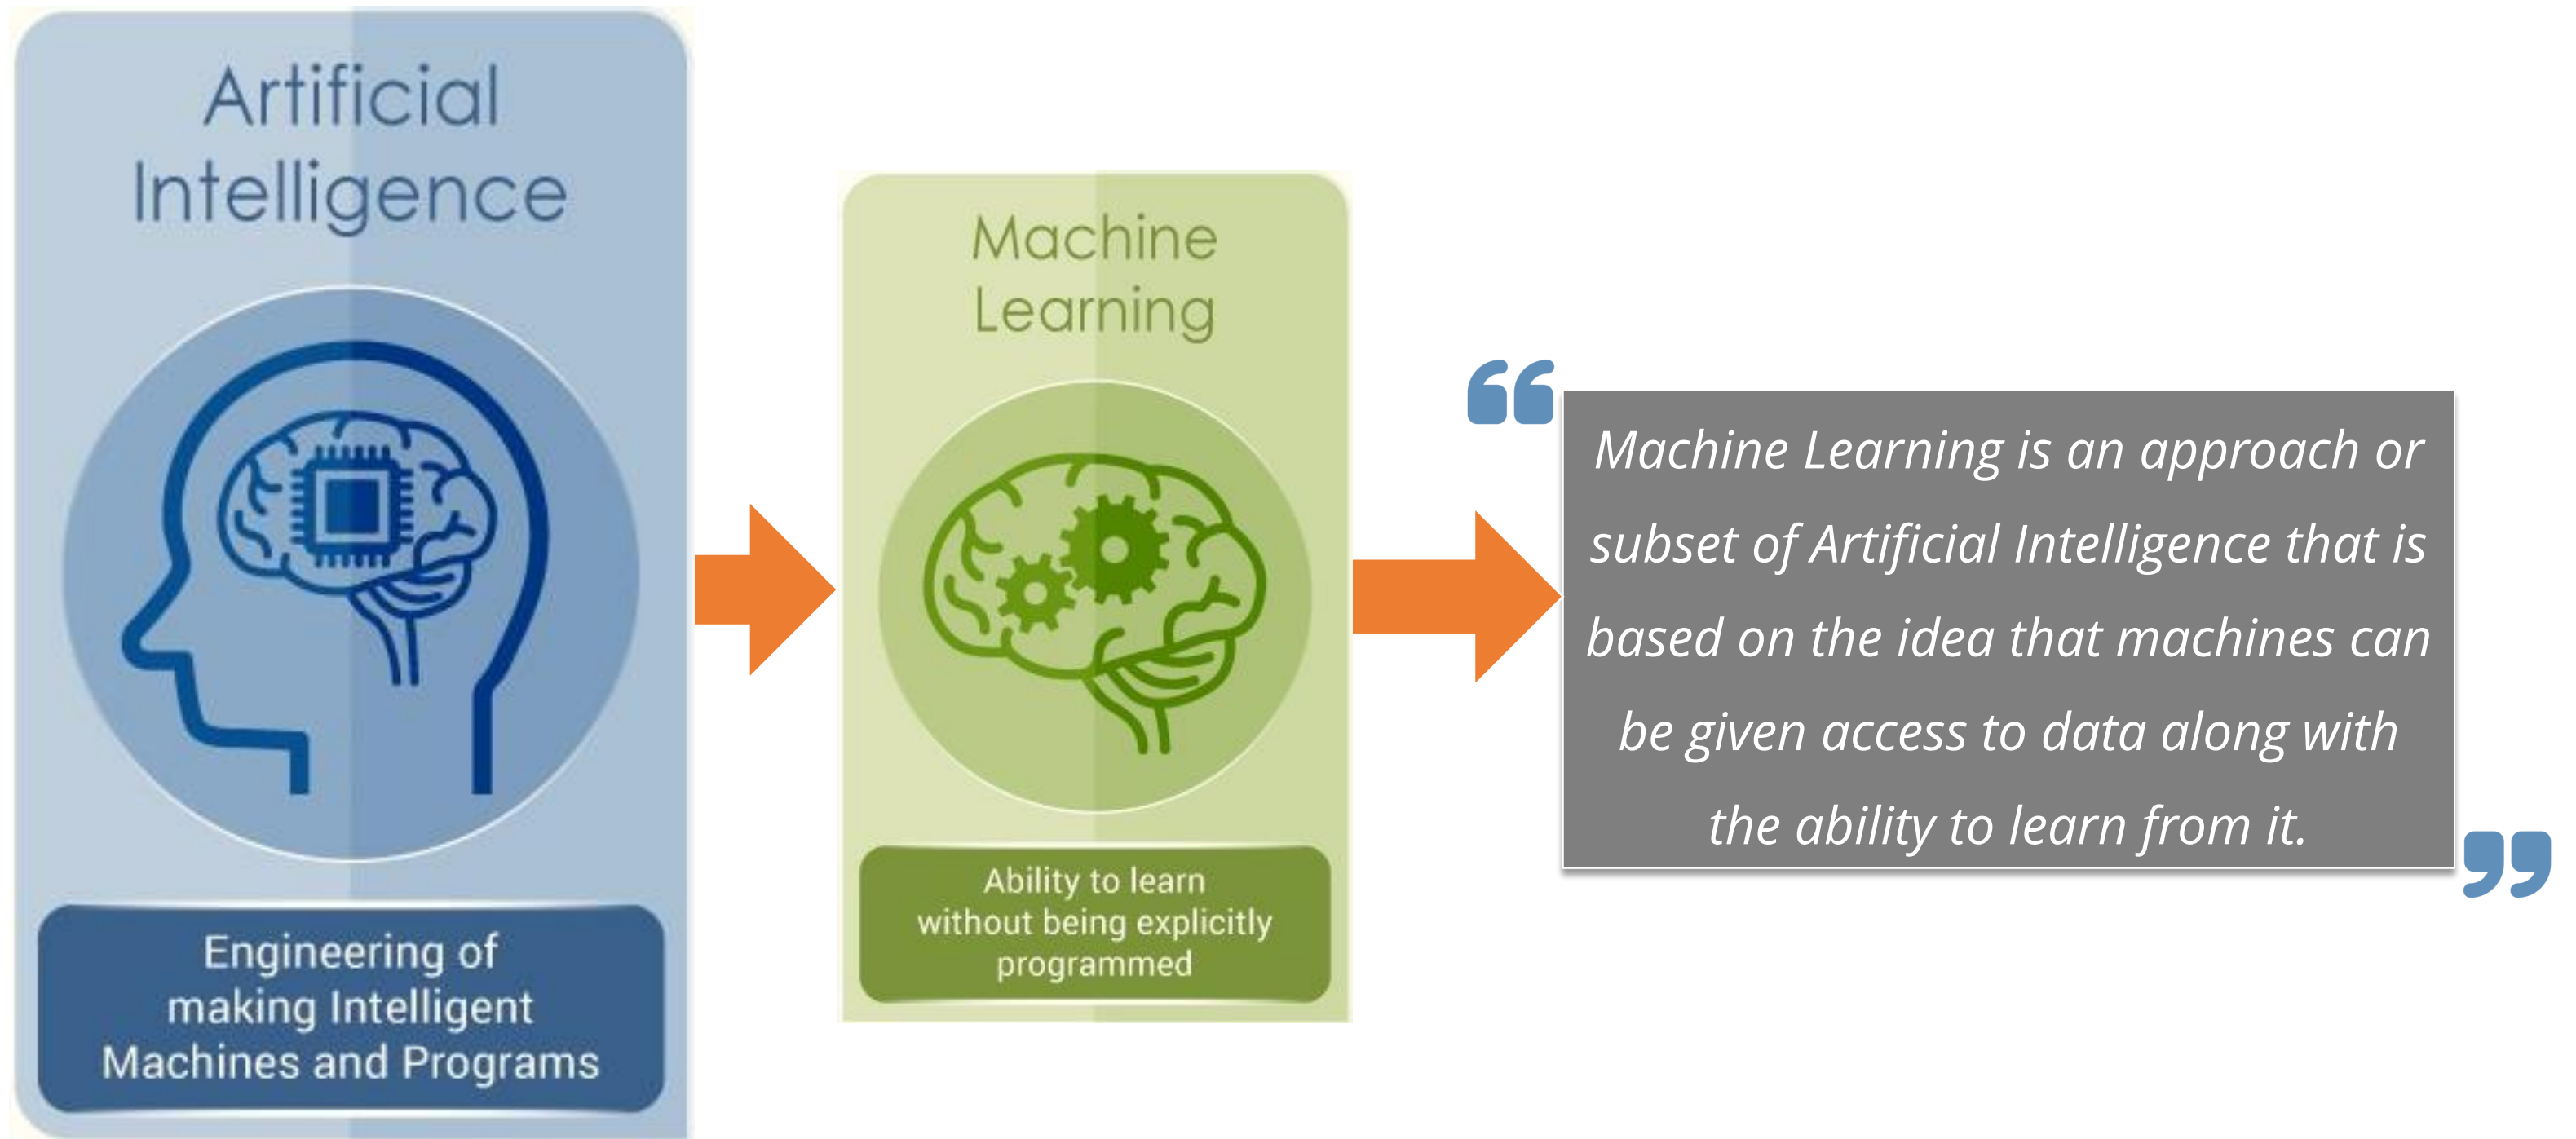 Artificial
Intelligence
Engineering of
making Intelligent
Machines and Programs
Machine
Learning
Ability to learn
without being explicitly
programmed
“
Machine Learning is an approach or
subset of Artificial Intelligence that is
based on the idea that machines can
be given access to data along with
the ability to learn from it.
”